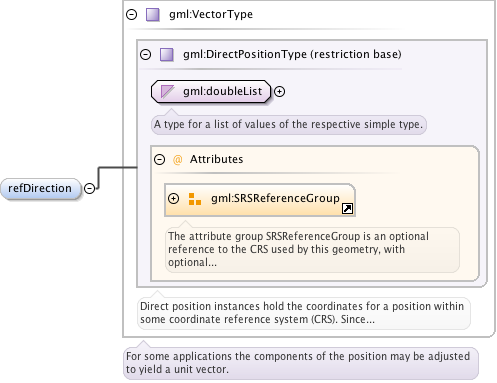 gml:VectorType
gml:DirectPositionType (restriction base)
gml:doubleList
A type for a list of values of the respective simple type.
@ Attributes
refDirection
gml:SRSReferenceGroup
The attribute group SRSReferenceGroup is an optional
reference to the CRS used by this geometry, with
optional...
Direct position instances hold the coordinates for a position within
some coordinate reference system (CRS). Since...
For some applications the components of the position may be adjusted
to yield a unit vector.